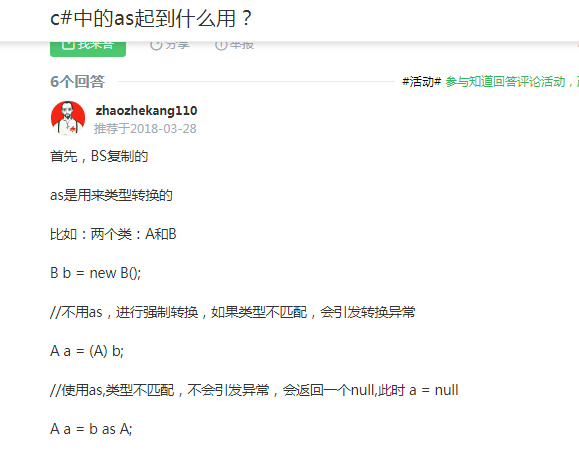 c#中的as起到什么用？
我来答
分享
举报
6个回答
#活动# 参与知道回答评论活动，
zhaozhekang110
推荐于2018-03-28
首先，BS复制的
as是用来类型转换的
比如：两个类：A和B
B b = new B();
//不用as，进行强制转换，如果类型不匹配，会引发转换异常
A a = (A) b;
//使用as,类型不匹配，不会引发异常，会返回一个null,此时 a = null
A a = b as A;